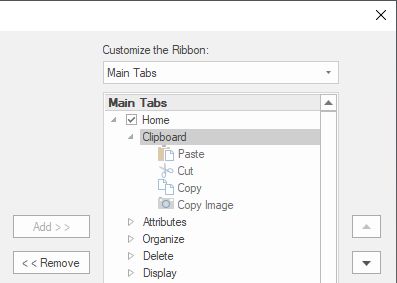 Customize the Ribbon:
Main Tabs
Main Tabs
Home
Clipboard
Paste
Cut
Copy
Copy Image
Add > >
Attributes
Organize
< < Remove
Delete
Display